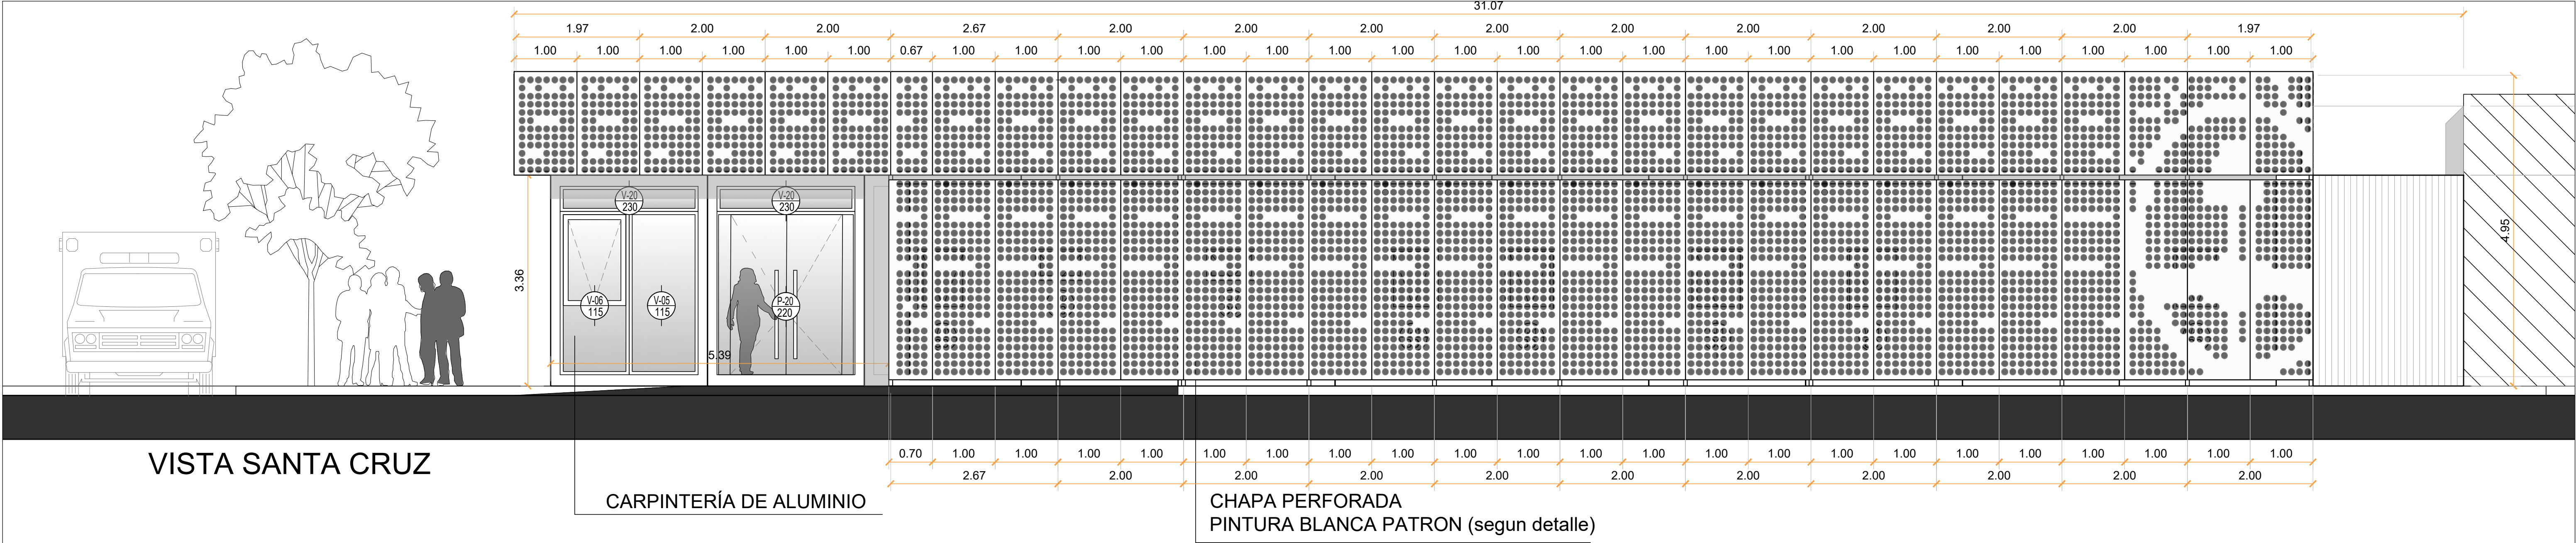 31.07
1.97 2.00 2.00 2.67 2.00 2.00 2.00 2.00 2.00 2.00 2.00 2.00 2.00 1.97
1.00 1.00 1.00 1.00 1.00 1.00 0.67 1.00 1.00 1.00 1.00 1.00 1.00 1.00 1.00 1.00 1.00 1.00 1.00 1.00 1.00 1.00 1.00 1.00 1.00 1.00 1.00 1.00 1.00
V-20
230
V-20
230
3.36
4.95
V-06
115
V-05
115
P-20
220
5.39
0.70 1.00 1.00 1.00 1.00 1.00 1.00 1.00 1.00 1.00 1.00 1.00 1.00 1.00 1.00 1.00 1.00 1.00 1.00 1.00 1.00 1.00 1.00
2.67 2.00 2.00 2.00 2.00 2.00 2.00 2.00 2.00 2.00 2.00
VISTA SANTA CRUZ
CARPINTERÍA DE ALUMINIO
CHAPA PERFORADA
PINTURA BLANCA PATRON (segun detalle)